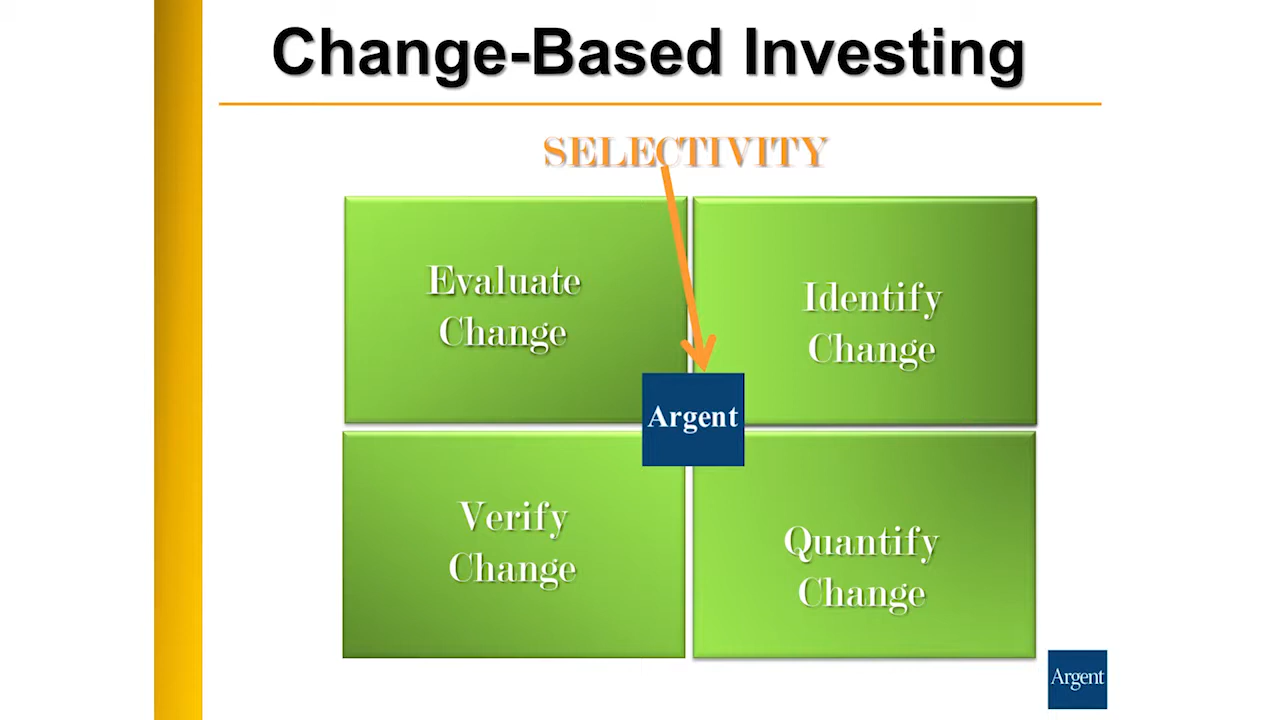 Change-Based Investing
SELECTIVITY
Evaluate
Change
Identify
Change
Argent
Verify
Change
Quantify
Change
Argent